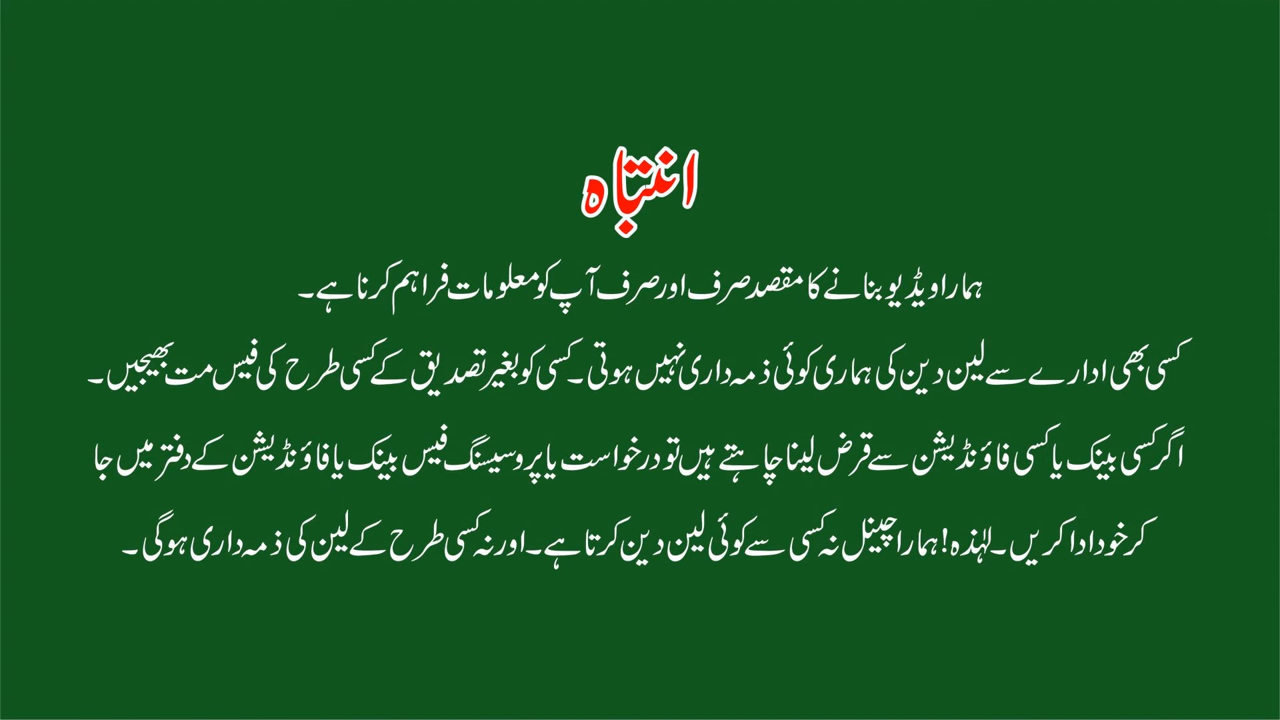 انتباہ
ہمارا ویڈیو بنانے کا مقصد صرف اور صرف آپ کو معلومات فراہم کرنا ہے۔
کسی بھی ادارے سے لین دین کی ہماری کوئی ذمہ داری نہیں ہوتی۔ کسی کو بغیر تصدیق کے کسی طرح کی فیس مت بھیجیں۔
اگر کسی بینک یا کسی فاؤنڈیشن سے قرض لینا چاہتے ہیں تو درخواست یا پروسیسنگ فیس بینک یا فاؤنڈیشن کے دفتر میں جا
کر خود ادا کریں۔ لہٰذہ! ہمارا چینل نہ کسی سے کوئی لین دین کرتا ہے۔ اور نہ کسی طرح کے لین کی ذمہ داری ہوگی۔